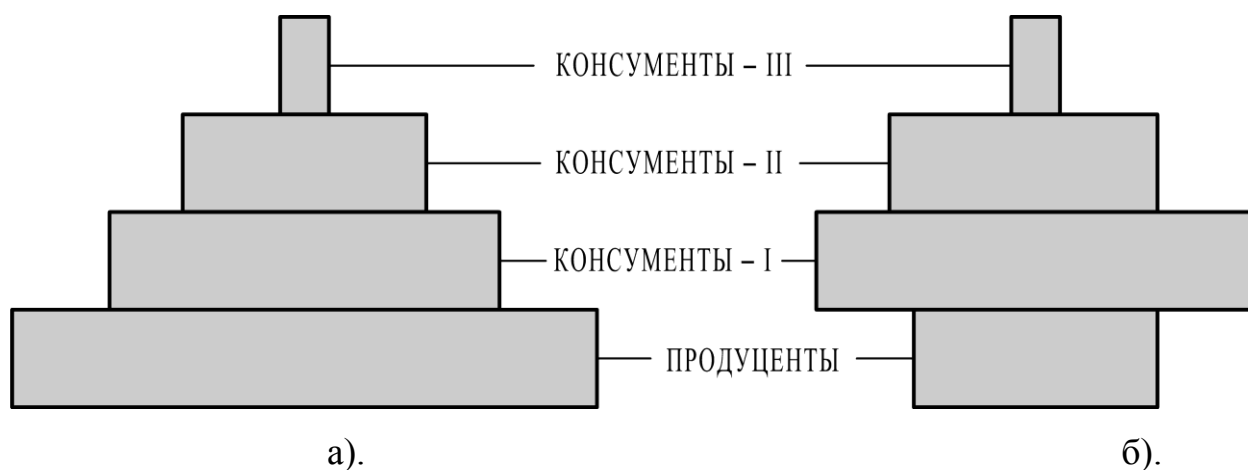 КОНСУМЕНТЫ – III
КОНСУМЕНТЫ – II
КОНСУМЕНТЫ – I
ПРОДУЦЕНТЫ
а). б).